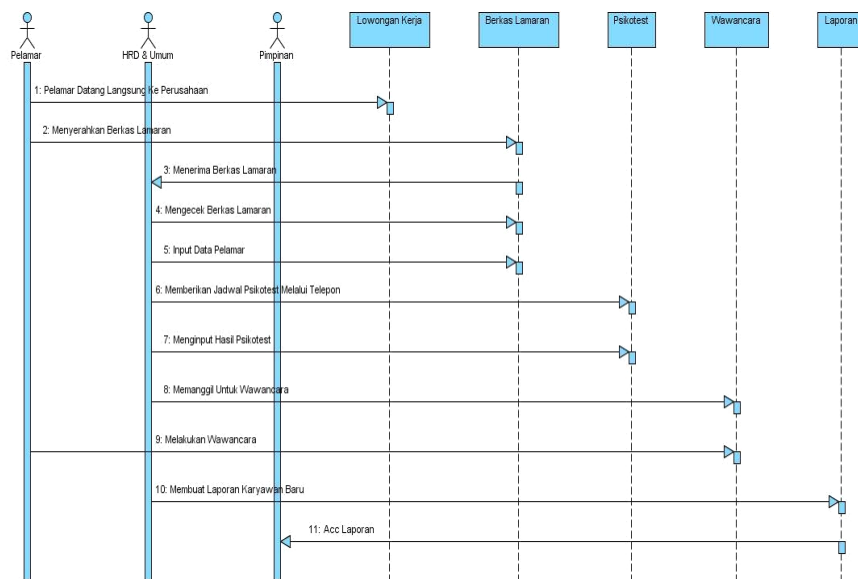 Lowongan Kerja
Berkas Lamaran
Psikotest
Wawancara
Laporan
Pelamar
HRD & Umum
Pimpinan
1: Pelamar Datang Langsung Ke Perusahaan
2: Menyerahkan Berkas Lamaran
3: Menerima Berkas Lamaran
4: Mengecek Berkas Lamaran
5: Input Data Pelamar
6: Memberikan Jadwal Psikotest Melalui Telepon
7: Menginput Hasil Psikotest
8: Memanggil Untuk Wawancara
9: Melakukan Wawancara
10: Membuat Laporan Karyawan Baru
11: Acc Laporan